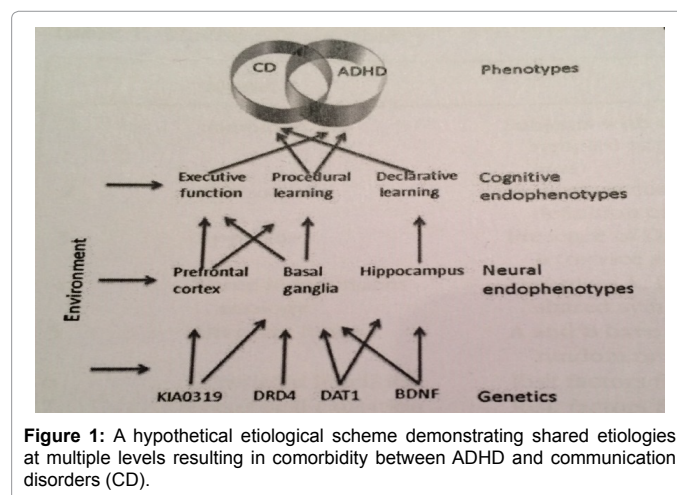 CD ADHD Phenotypes
Executive Procedural Declarative Cognitive
function learning learning endophenotypes
Environment
Prefrontal Basal Hippocampus Neural
cortex ganglia endophenotypes
KIA0319 DRD4 DAT1 BDNF Genetics
Figure 1: A hypothetical etiological scheme demonstrating shared etiologies
at multiple levels resulting in comorbidity between ADHD and communication
disorders (CD).